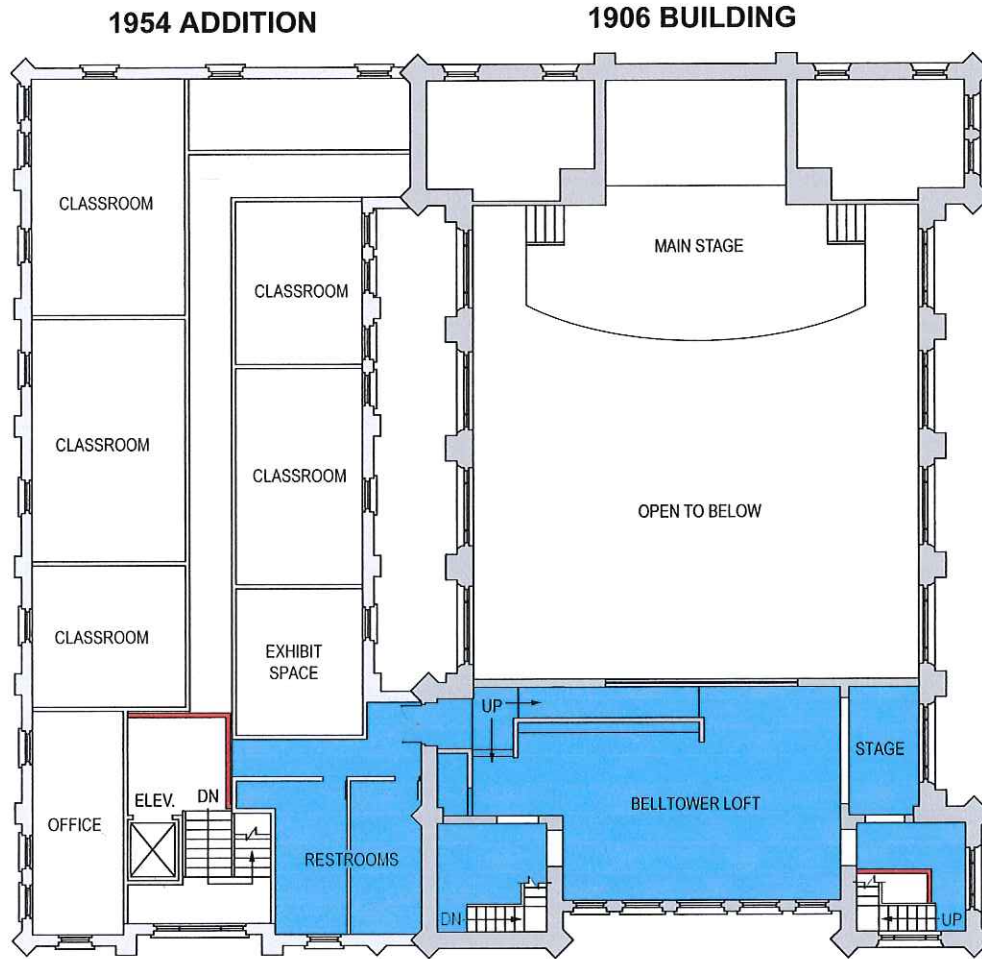 1954 ADDITION
1906 BUILDING
CLASSROOM
MAIN STAGE
CLASSROOM
CLASSROOM
CLASSROOM
OPEN TO BELOW
CLASSROOM
EXHIBIT
SPACE
UP
STAGE
ELEV.
DN
BELLTOWER LOFT
OFFICE
RESTROOMS
DN
UP